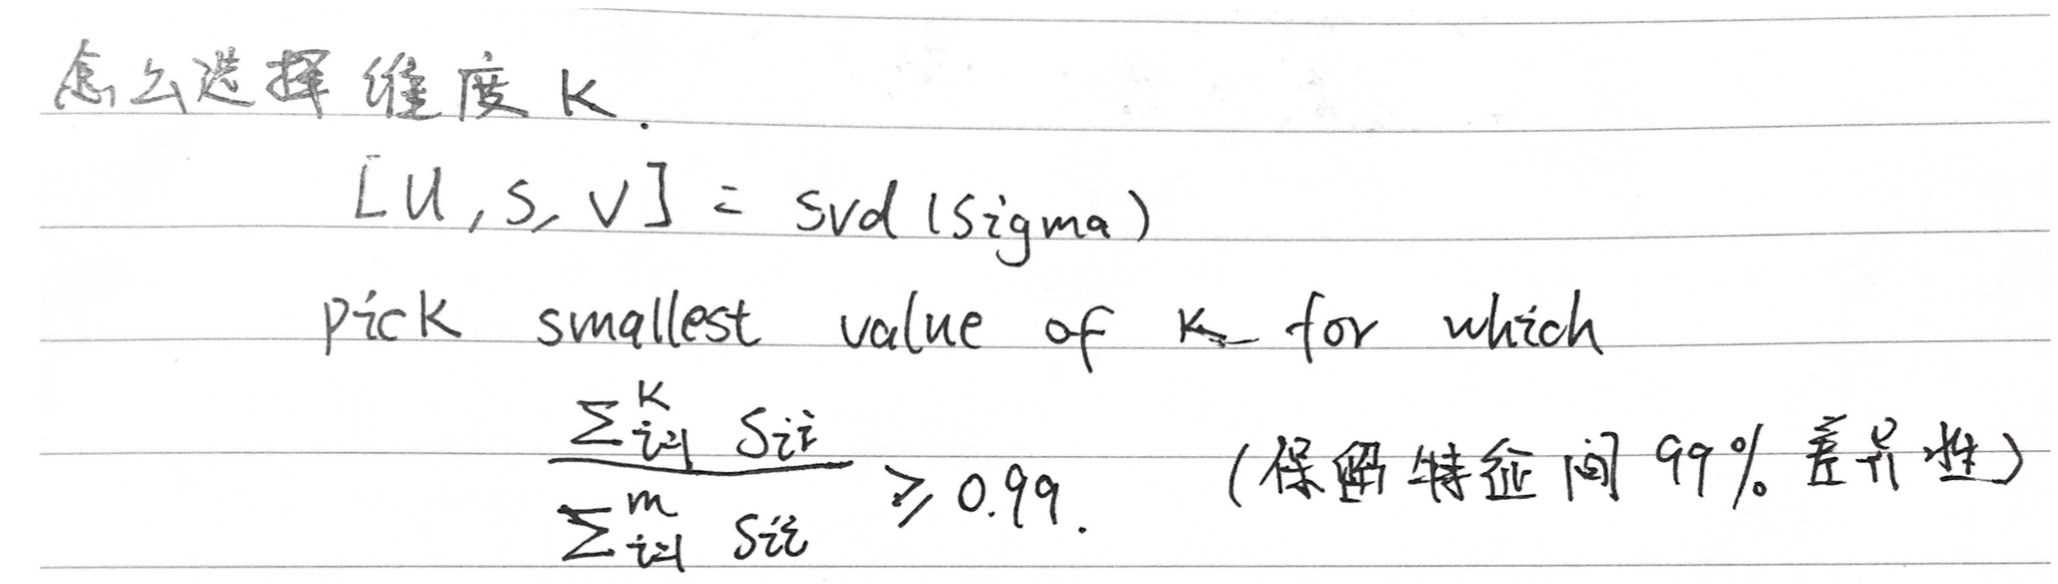 怎么选择维度 K.
[U, S, V] = svd (Sigma)
pick smallest value of K for which
\frac{\sum_{i=1}^{K} S_{ii}}{\sum_{i=1}^{m} S_{ii}} ≥ 0.99. (保留特征间 99% 差异性)